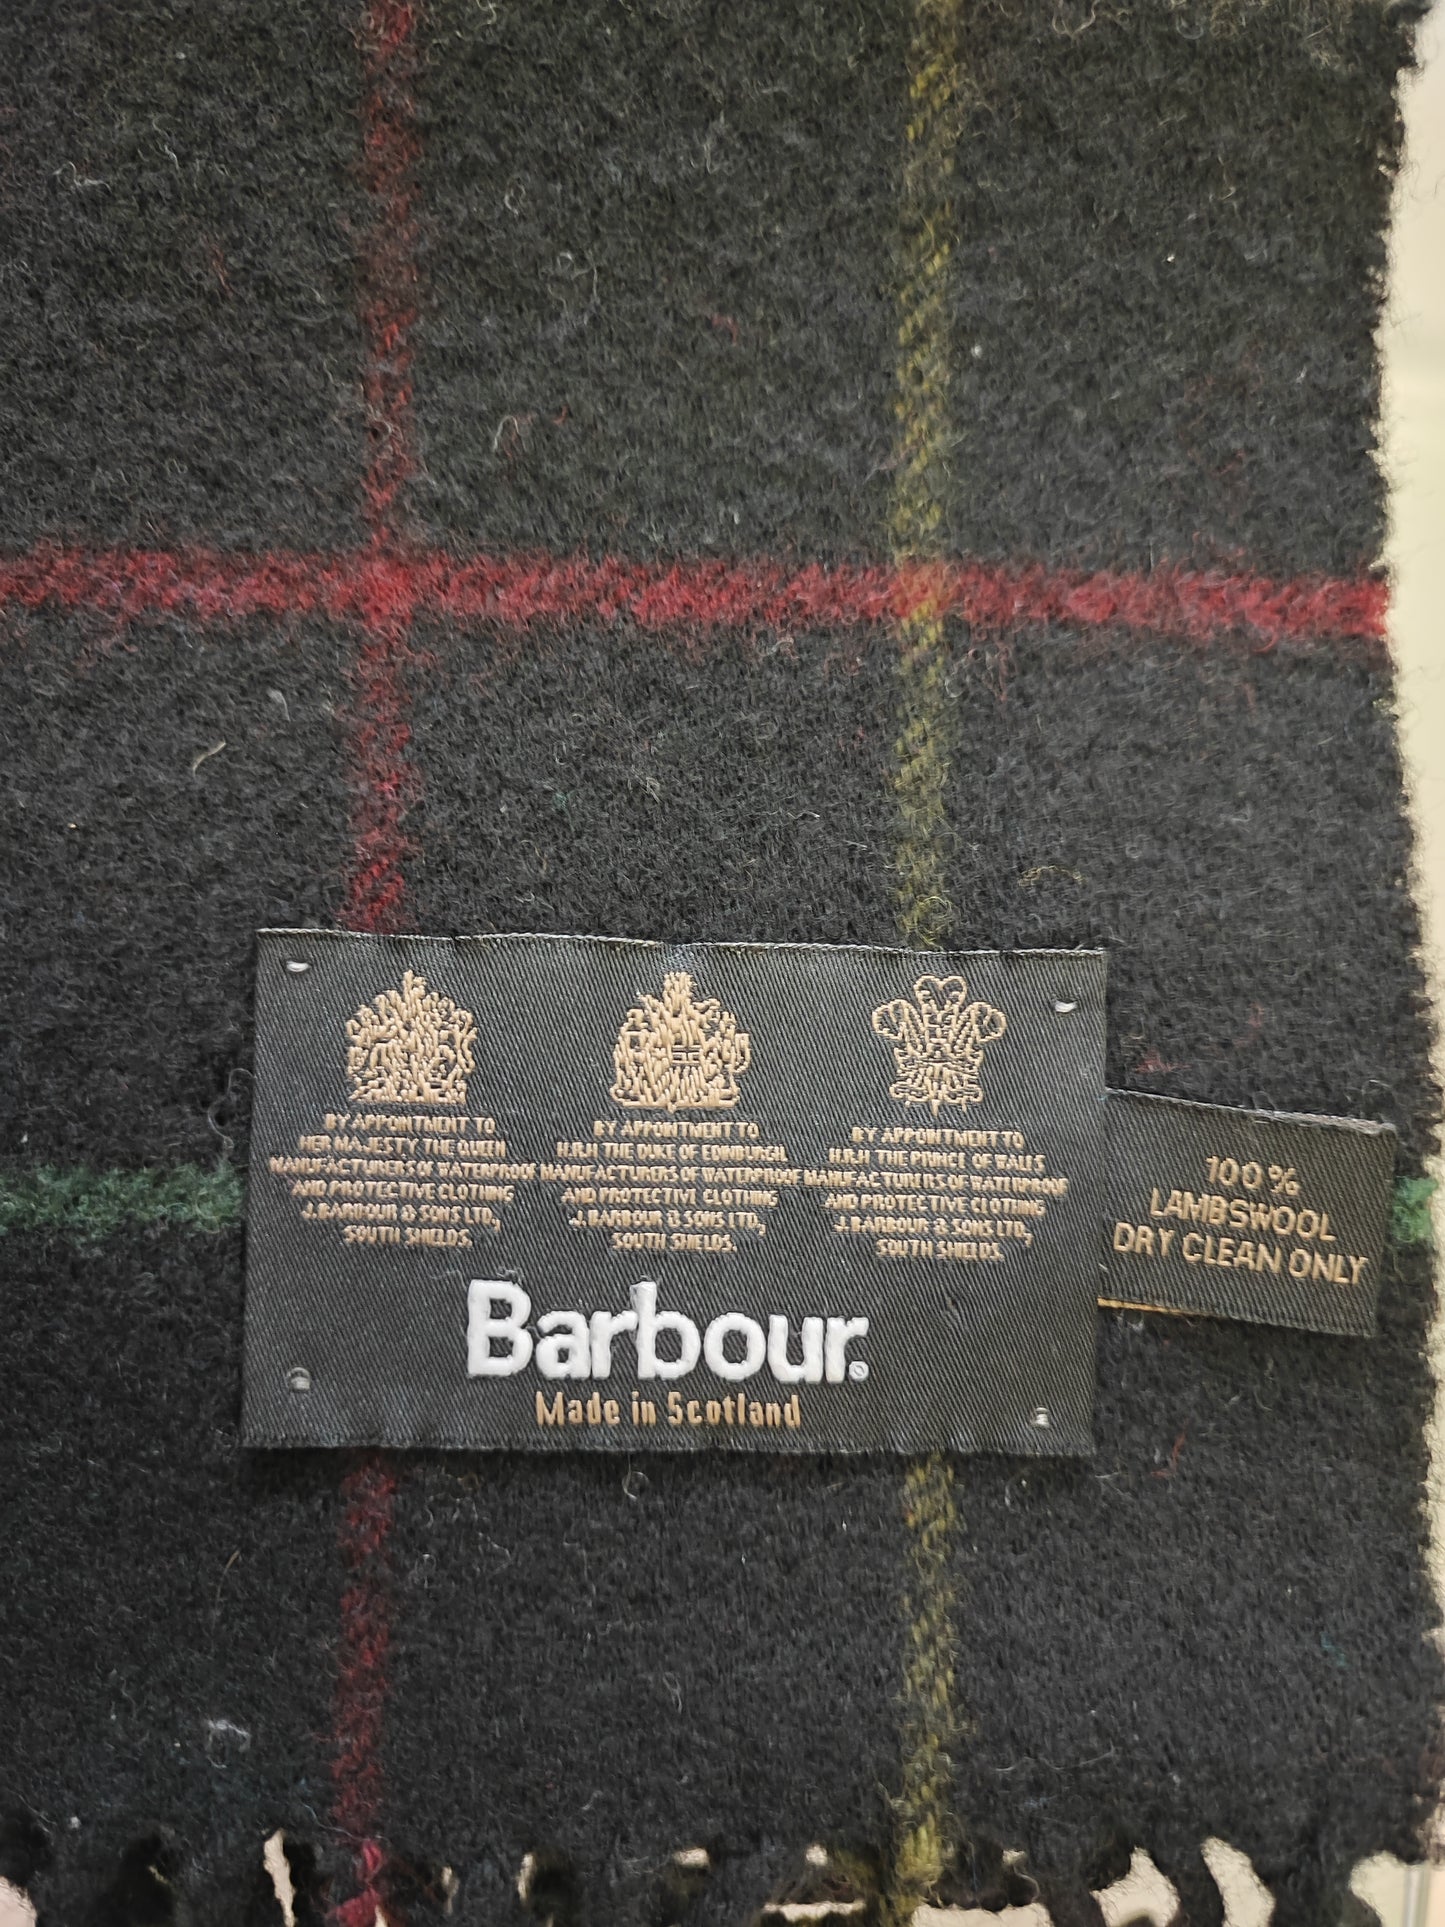 BY APPOINTMENT TO
HER MAJESTY THE QUEEN
MANUFACTURERS OF WATERPROOF
AND PROTECTIVE CLOTHING
J. BARBOUR & SONS LTD,
SOUTH SHIELDS.
BY APPOINTMENT TO
H.R.H THE DUKE OF EDINBURGH
MANUFACTURERS OF WATERPROOF
AND PROTECTIVE CLOTHING
J. BARBOUR & SONS LTD,
SOUTH SHIELDS.
BY APPOINTMENT TO
H.R.H THE PRINCE OF WALES
MANUFACTURERS OF WATERPROOF
AND PROTECTIVE CLOTHING
J. BARBOUR & SONS LTD,
SOUTH SHIELDS.
Barbour®
Made in Scotland
100%
LAMBSWOOL
DRY CLEAN ONLY